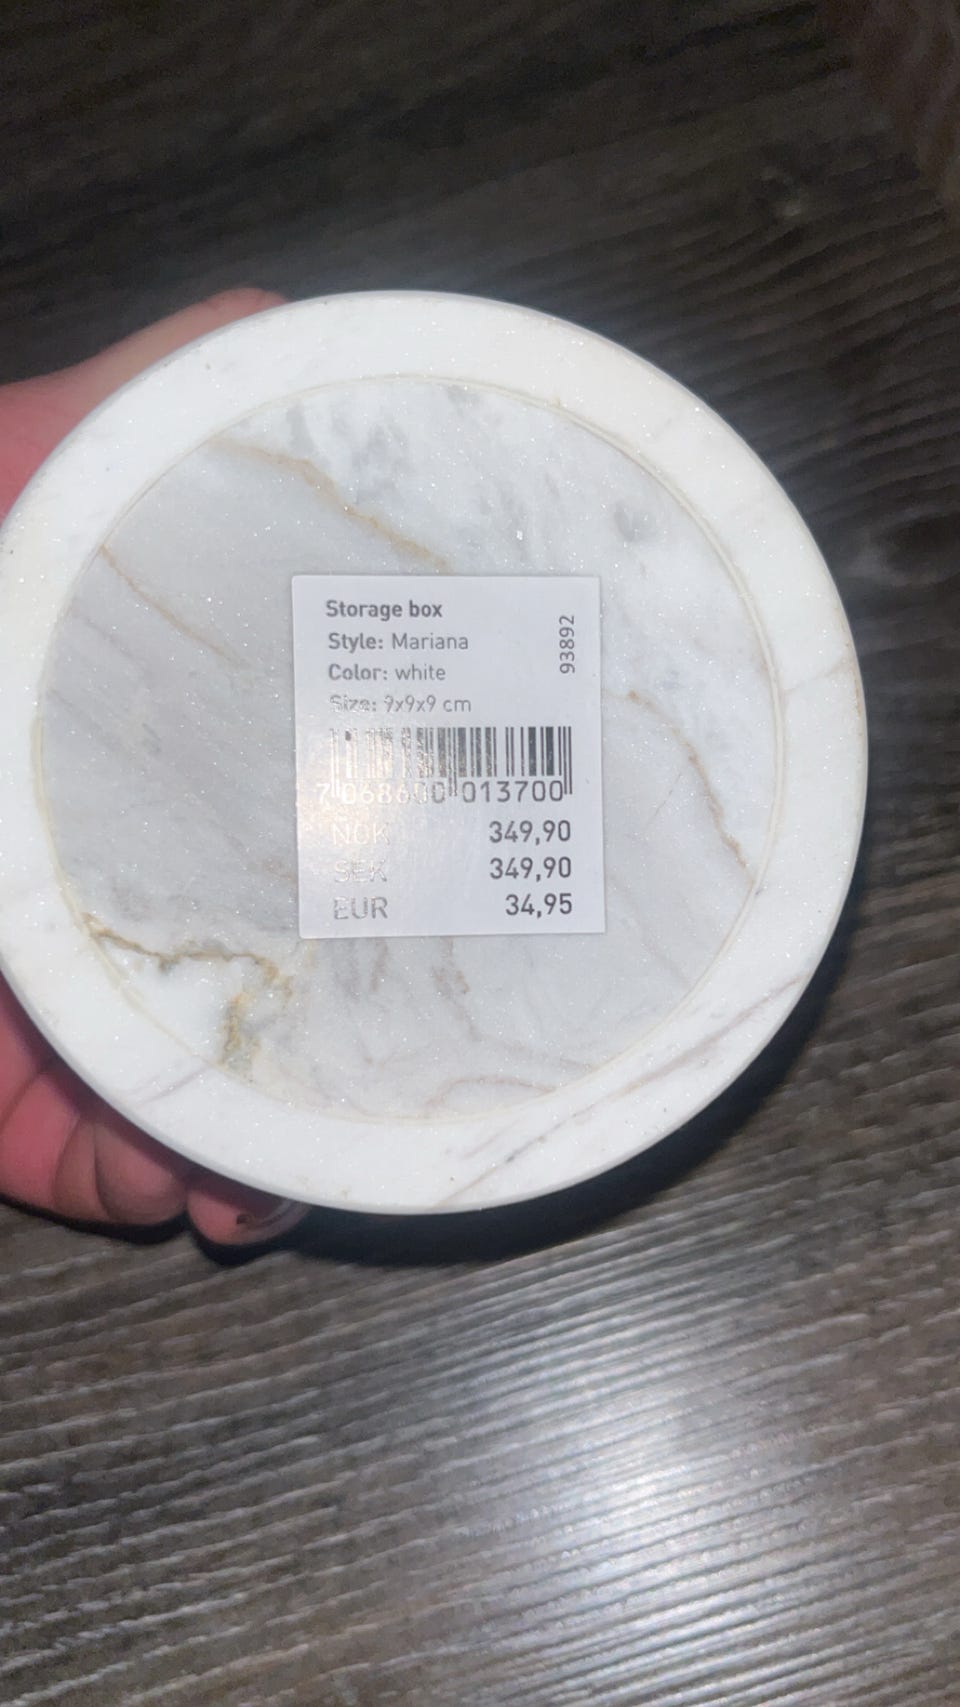 Storage box
Style: Mariana
Color: white
Size: 9x9x9 cm
93892
7 068600 013700
NOK 349,90
SEK 349,90
EUR 34,95